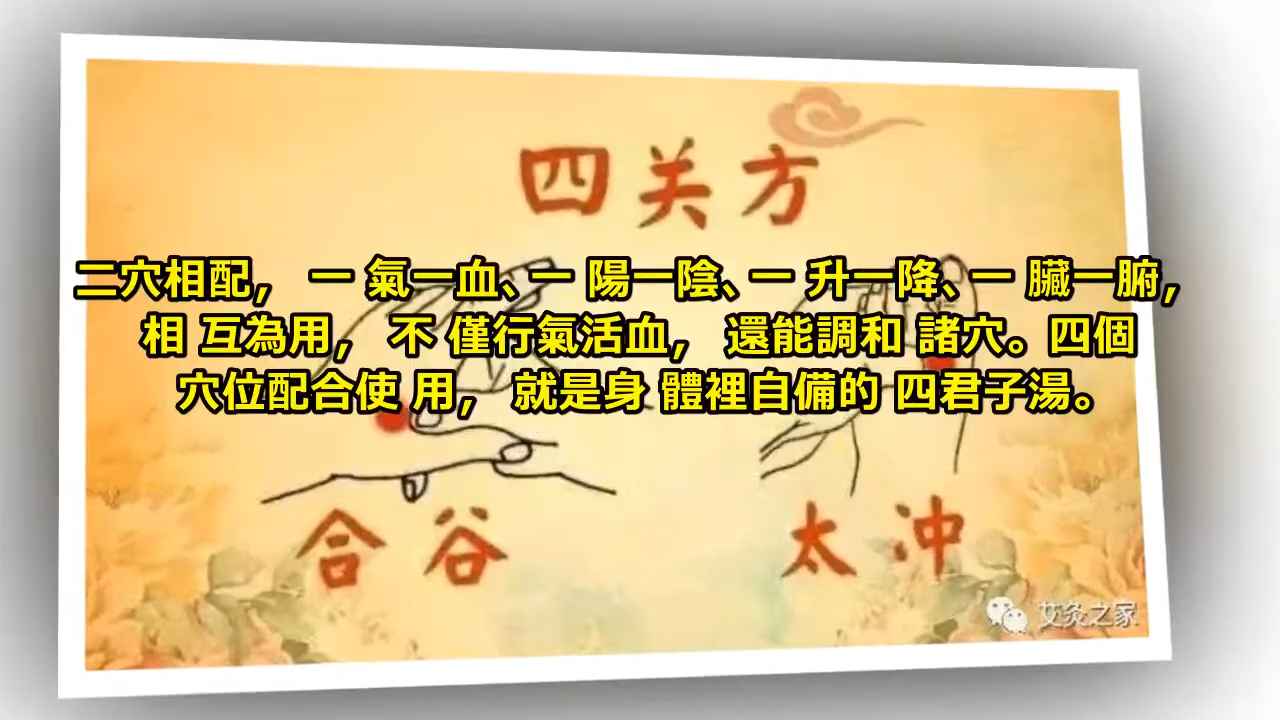 四关方
二穴相配， 一 氣一血、一 陽一陰、一 升一降、一 臟一腑，
相 互為用， 不 僅行氣活血， 還能調和 諸穴。四個
穴位配合使 用， 就是身 體裡自備的 四君子湯。
合谷
太冲
艾灸之家